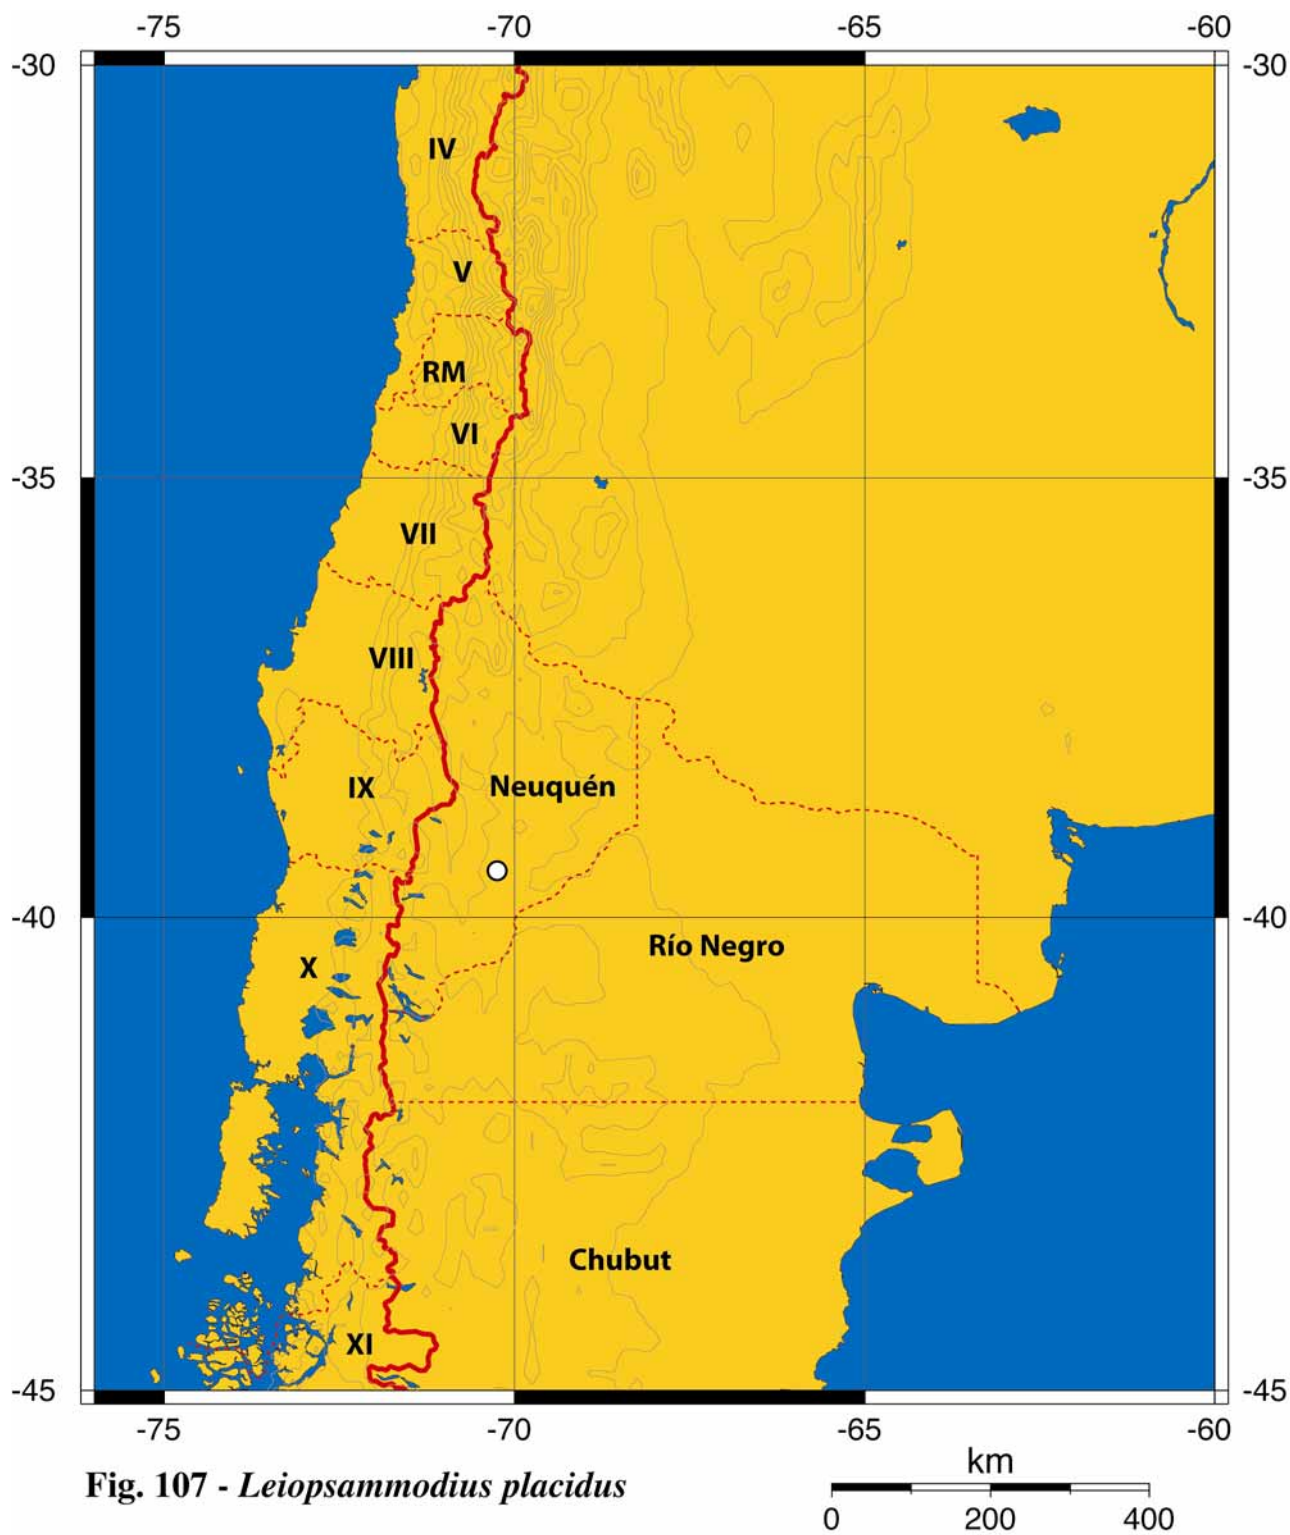 -75 -70 -65 -60
-30 -30
IV
V
RM
VI
-35 -35
VII
VIII
IX Neuquén
-40 -40
Río Negro
X
Chubut
XI
-45 -45
-75 -70 -65 -60
km
Fig. 107 - Leiopsammodius placidus
0 200 400